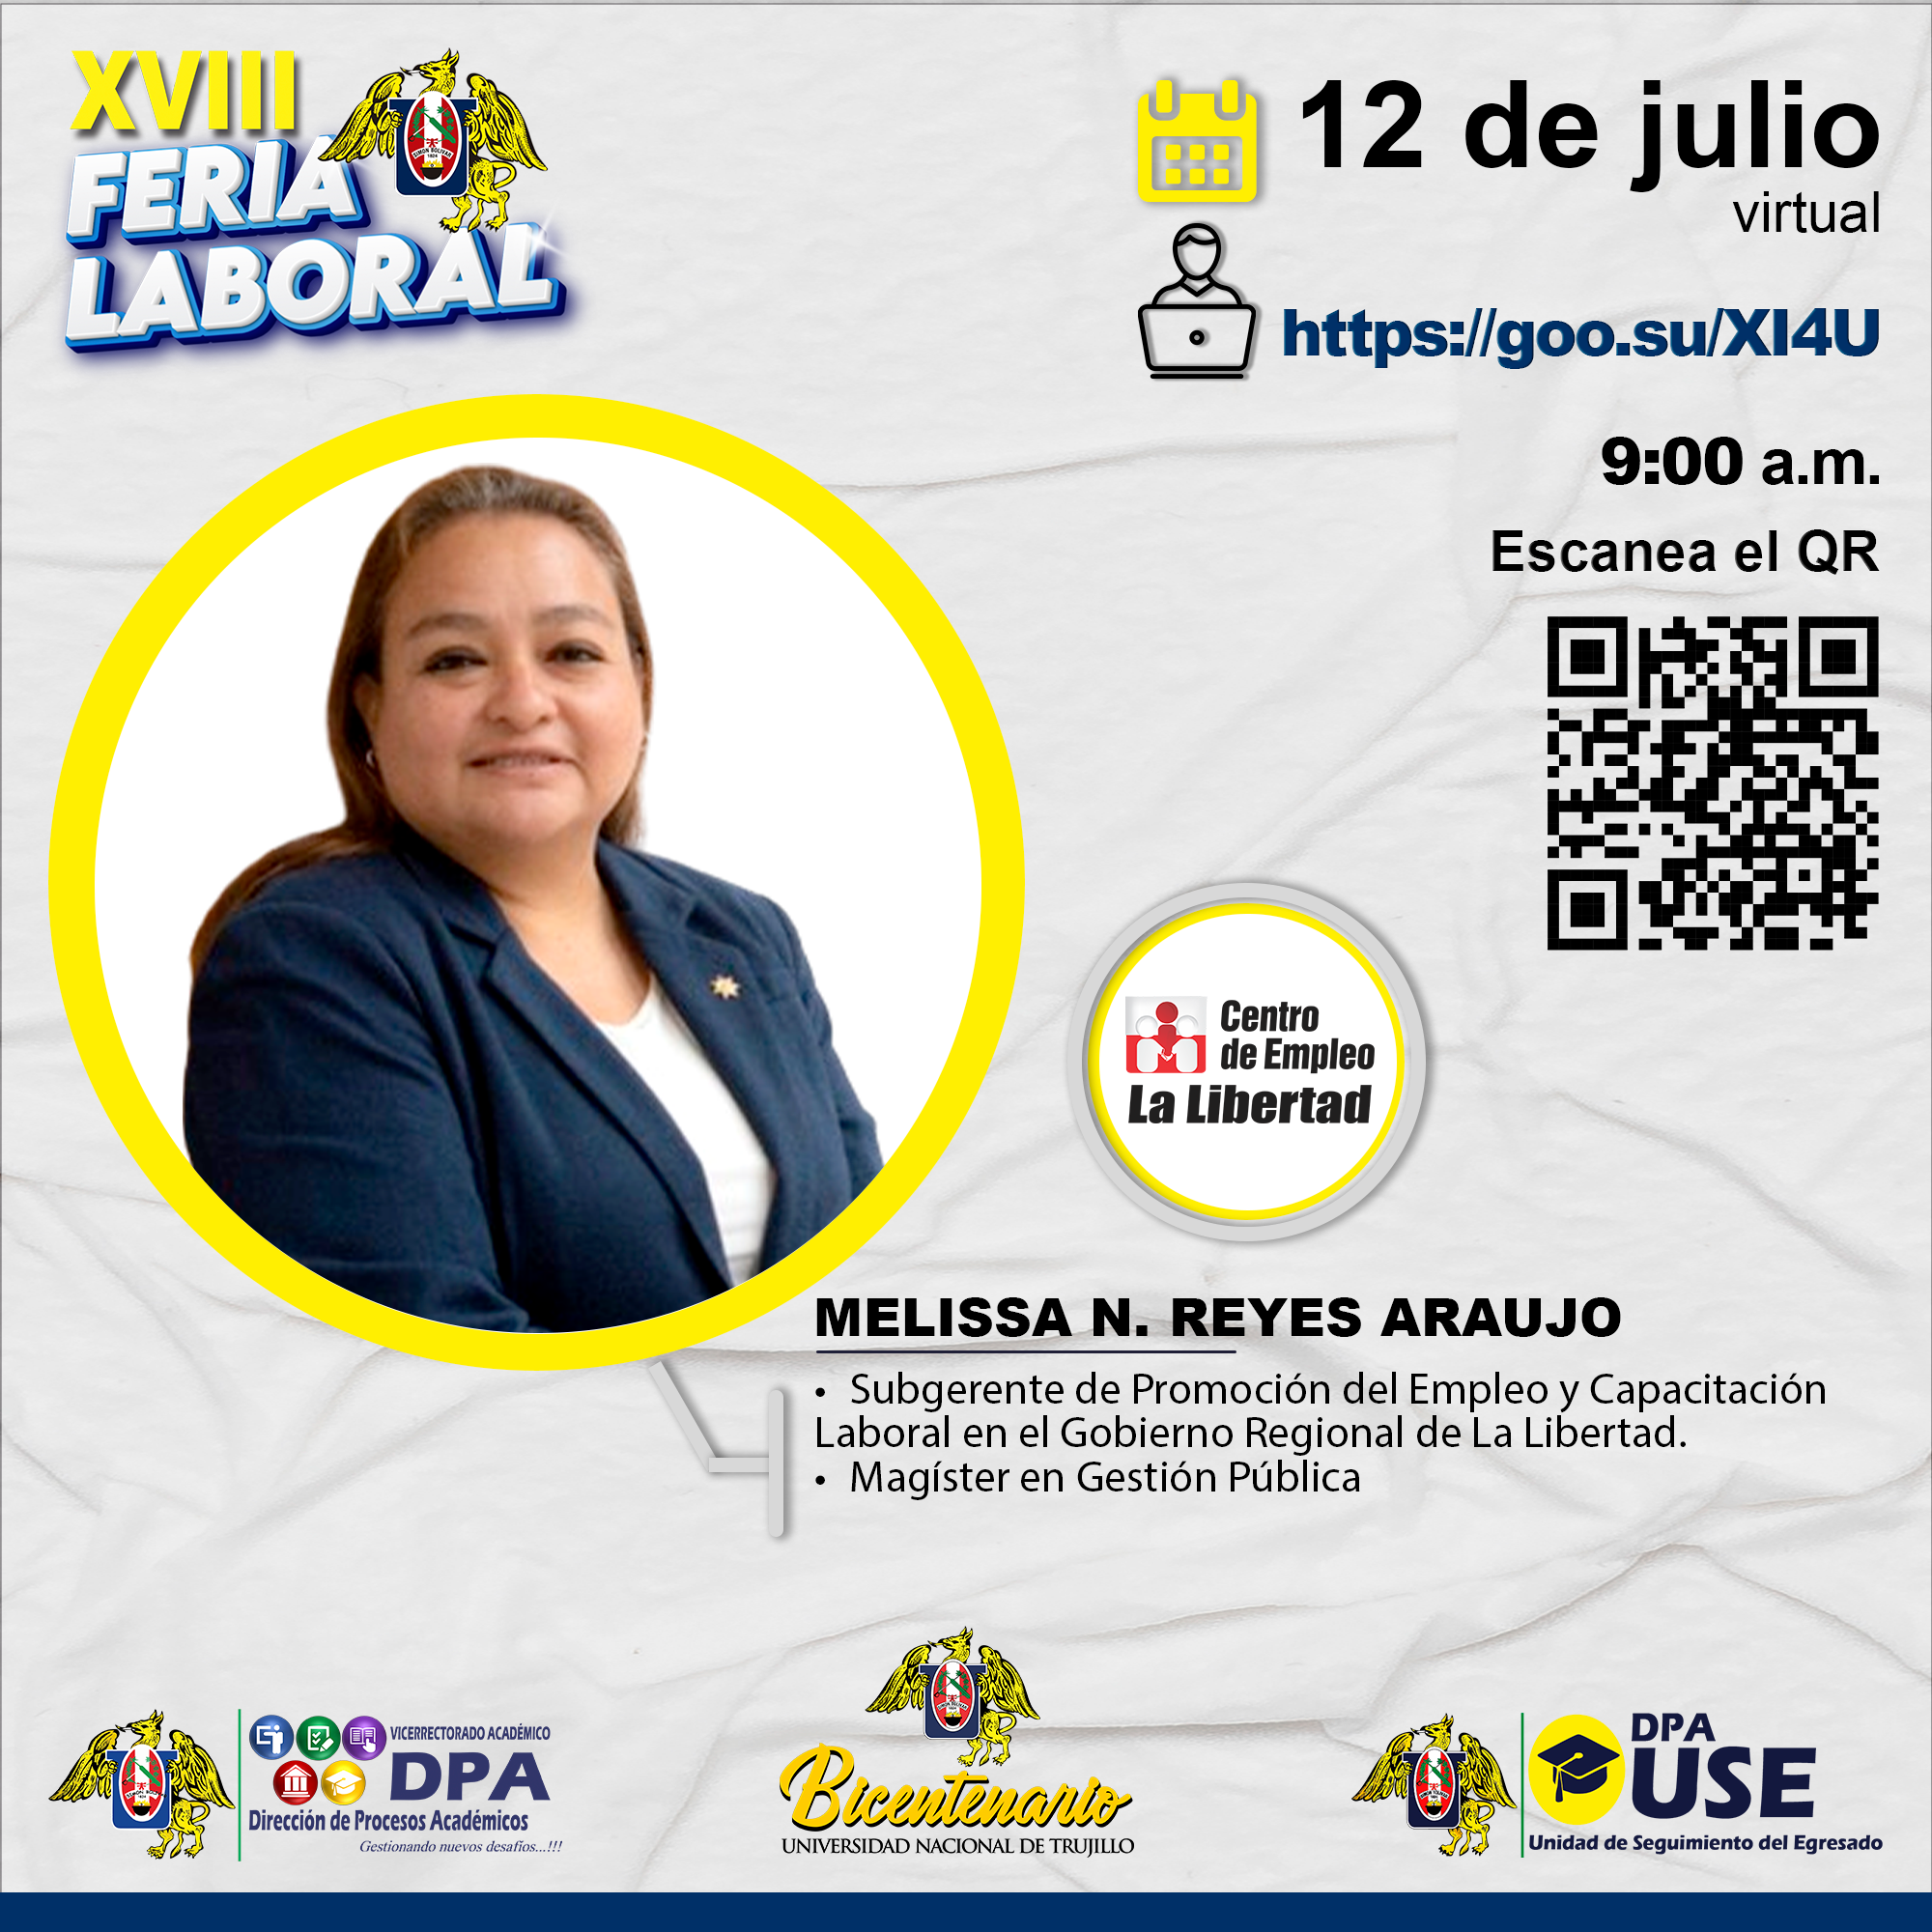 XVIII
FERIA
LABORAL
SIMON BOLIVAR
1824
12 de julio
virtual
https://goo.su/XI4U
9:00 a.m.
Escanea el QR
Centro
de Empleo
La Libertad
MELISSA N. REYES ARAUJO
• Subgerente de Promoción del Empleo y Capacitación
Laboral en el Gobierno Regional de La Libertad.
• Magíster en Gestión Pública
VICERRECTORADO ACADÉMICO
DPA
Dirección de Procesos Académicos
Gestionando nuevos desafíos...!!!
Bicentenario
UNIVERSIDAD NACIONAL DE TRUJILLO
DPA
USE
Unidad de Seguimiento del Egresado